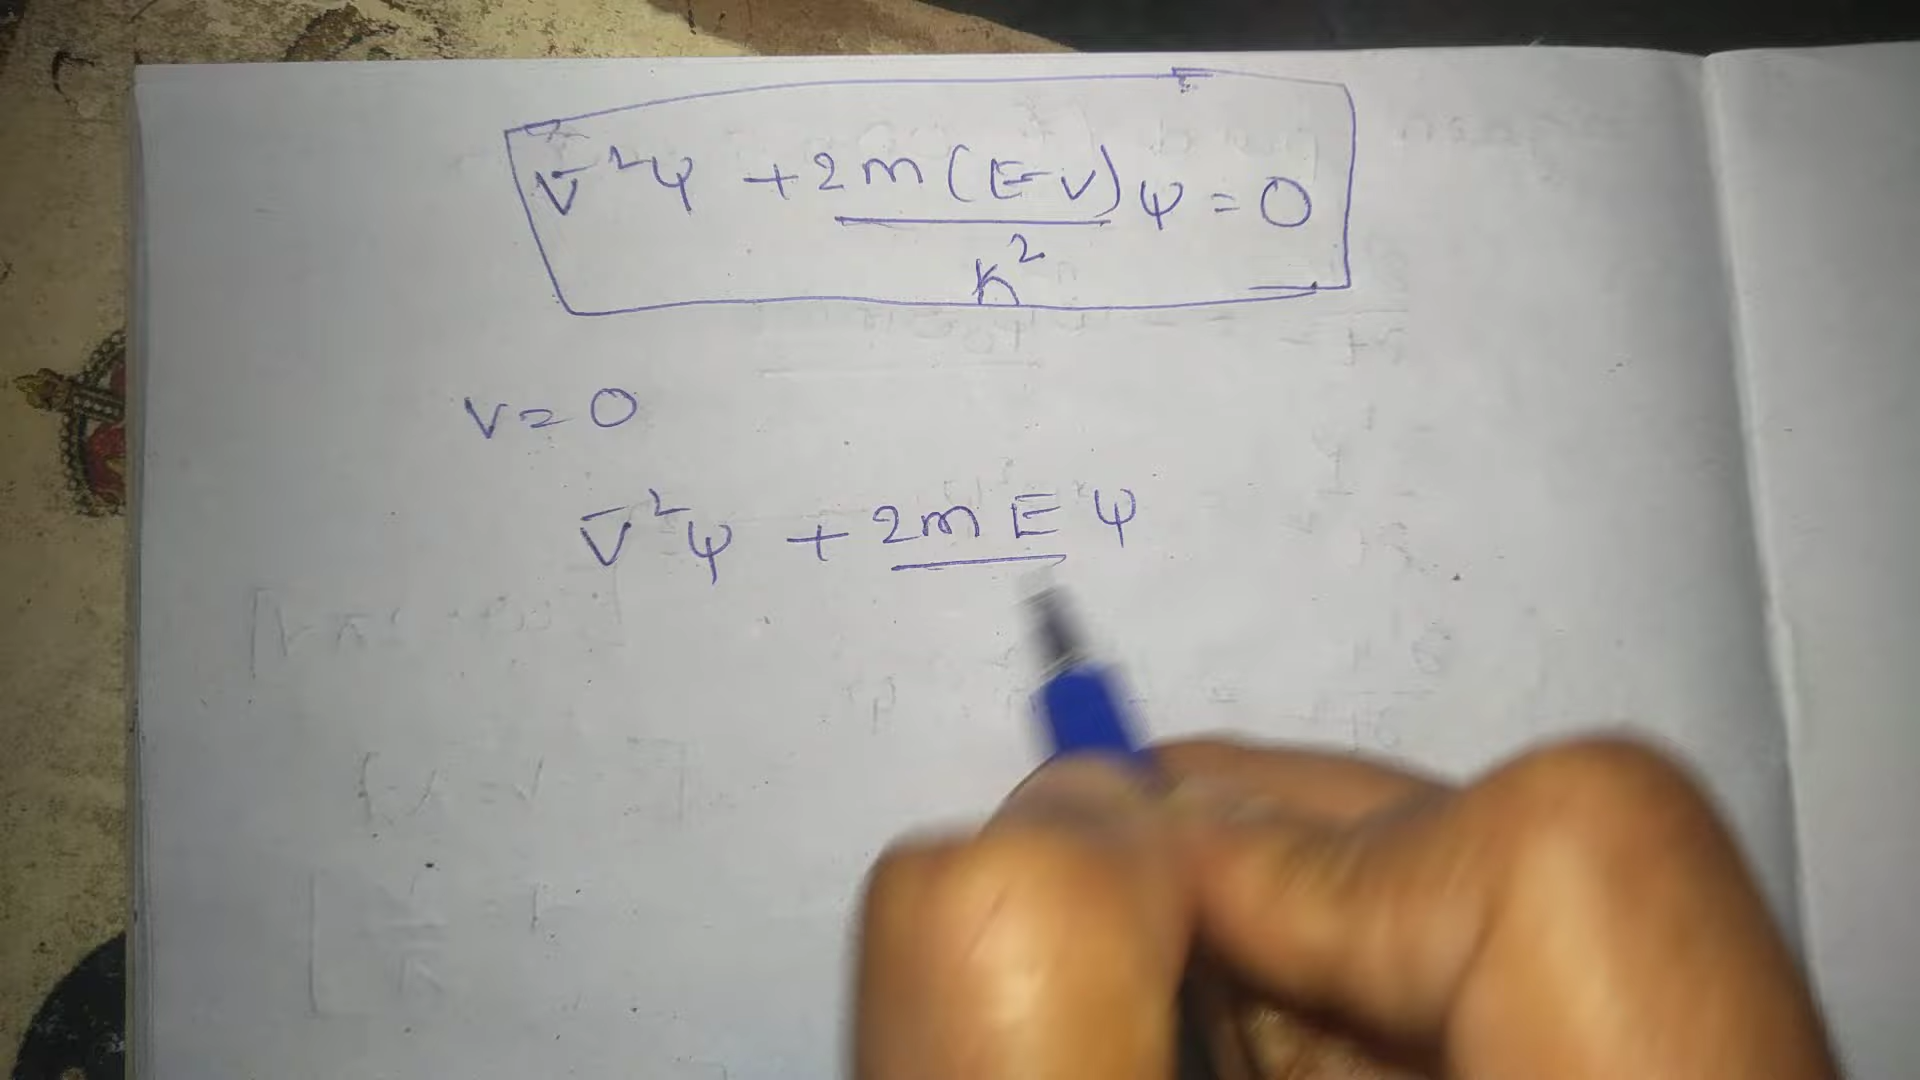 ∇²ψ + 2m(E-V)/ħ² ψ = 0
V = 0
∇²ψ + 2mE ψ